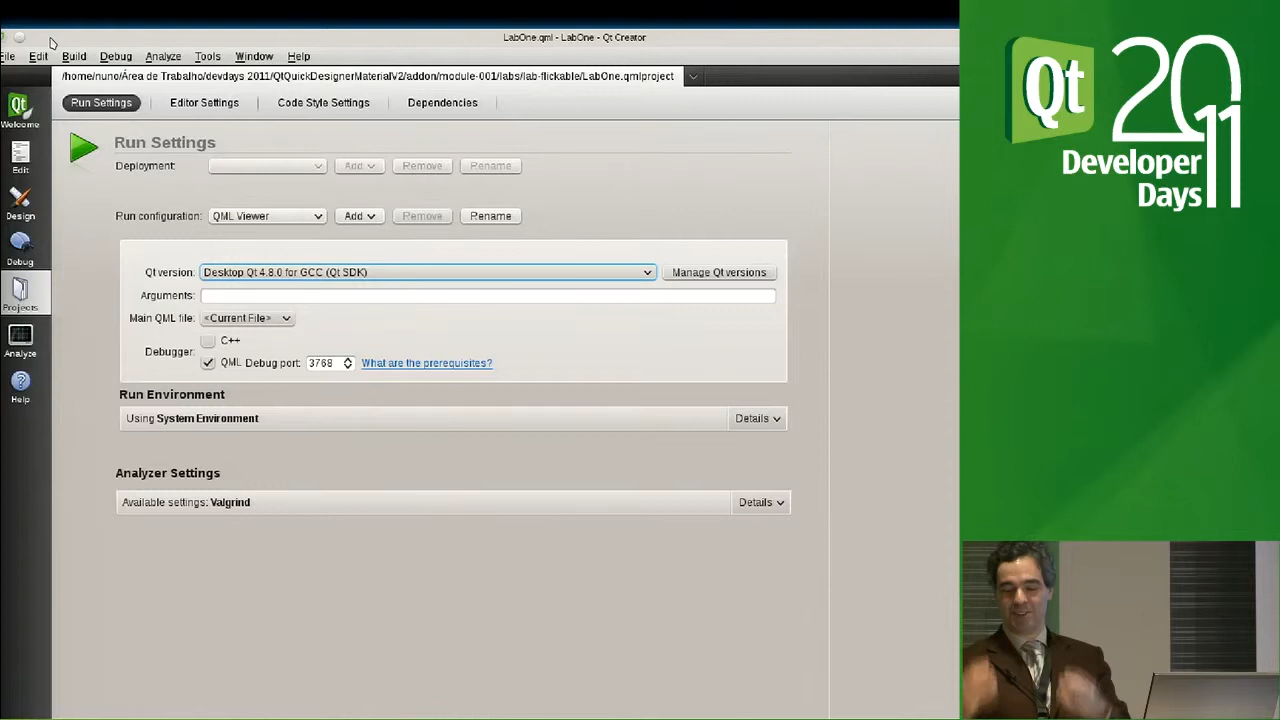 LabOne.qml - LabOne - Qt Creator
File Edit Build Debug Analyze Tools Window Help
/home/nuno/Área de Trabalho/devdays 2011/QtQuickDesignerMaterialV2/addon/module-001/labs/lab-flickable/LabOne.qmlproject
Run Settings Editor Settings Code Style Settings Dependencies
Qt
Welcome
Edit
Design
Debug
Projects
Analyze
Help
Run Settings
Deployment: Add Remove Rename
Run configuration: QML Viewer Add Remove Rename
Qt version: Desktop Qt 4.8.0 for GCC (Qt SDK) Manage Qt versions
Arguments:
Main QML file: <Current File>
Debugger: C++
QML Debug port: 3768 What are the prerequisites?
Run Environment
Using System Environment Details
Analyzer Settings
Available settings: Valgrind Details
Qt 2011
Developer
Days